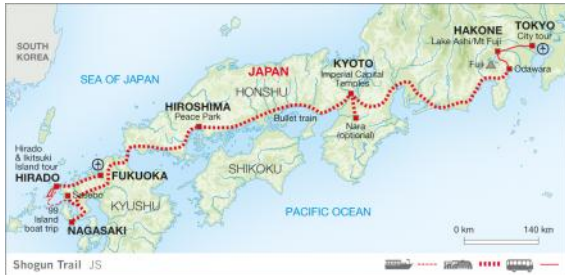 SOUTH
KOREA
SEA OF JAPAN
JAPAN
HONSHU
HAKONE
Lake Ashi/Mt Fuji
TOKYO
City tour
Fuji
Odawara
KYOTO
Imperial Capital
Temples
HIROSHIMA
Peace Park
Bullet train
Nara
(optional)
Hirado
& Ikitsuki
Island tour
HIRADO
FUKUOKA
Sasebo
99
Island
boat trip
NAGASAKI
KYUSHU
SHIKOKU
PACIFIC OCEAN
0 km
140 km
Shogun Trail JS